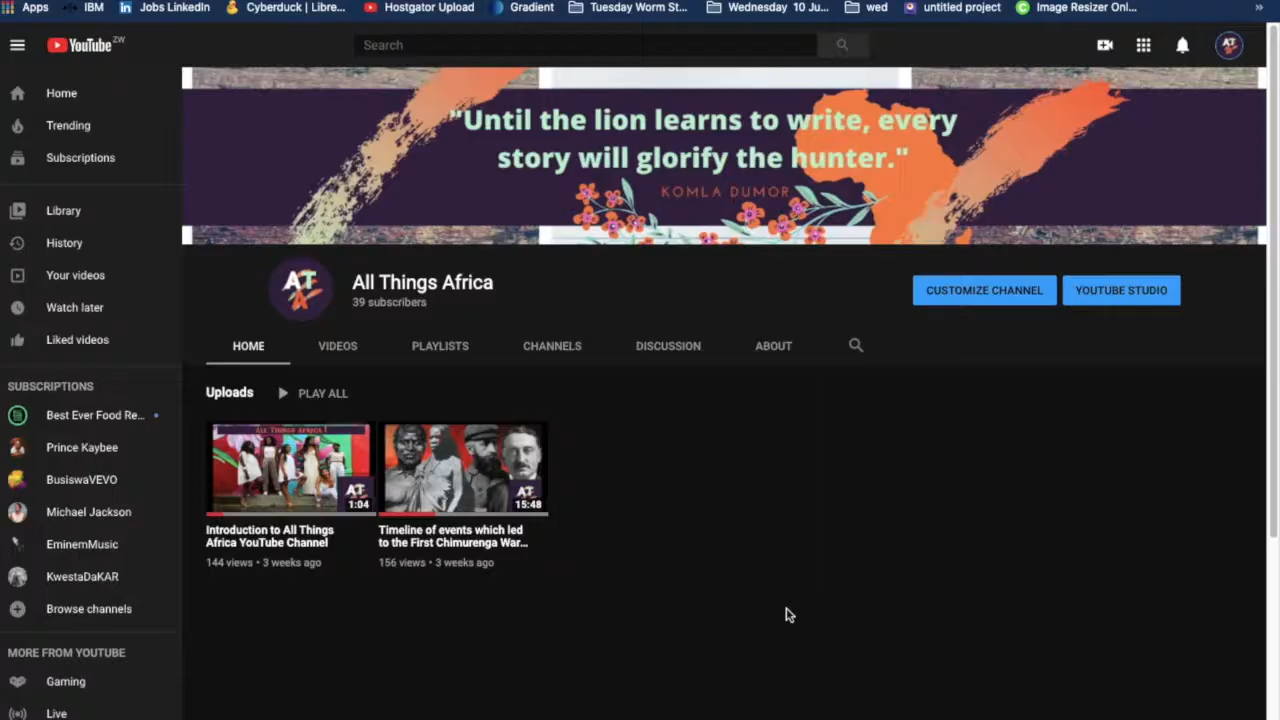 Apps
IBM
Jobs LinkedIn
Cyberduck | Libre...
Hostgator Upload
Gradient
Tuesday Worm St...
Wednesday 10 Ju...
wed
untitled project
Image Resizer Onl...
»
YouTube ZW
Search
AT
Home
Trending
Subscriptions
Library
History
Your videos
Watch later
Liked videos
SUBSCRIPTIONS
Best Ever Food Re...
Prince Kaybee
BusiswaVEVO
Michael Jackson
EminemMusic
KwestaDaKAR
Browse channels
MORE FROM YOUTUBE
Gaming
Live
"Until the lion learns to write, every
story will glorify the hunter."
KOMLA DUMOR
ATA
All Things Africa
39 subscribers
CUSTOMIZE CHANNEL
YOUTUBE STUDIO
HOME
VIDEOS
PLAYLISTS
CHANNELS
DISCUSSION
ABOUT
Uploads
PLAY ALL
ALL THINGS AFRICA !
AT
1:04
Introduction to All Things
Africa YouTube Channel
144 views • 3 weeks ago
AT
15:48
Timeline of events which led
to the First Chimurenga War...
156 views • 3 weeks ago